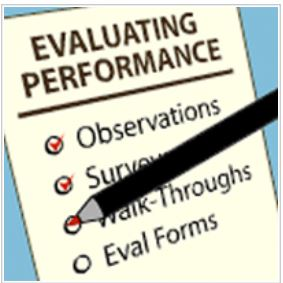 EVALUATING
PERFORMANCE
Observations
Walk-Throughs
Eval Forms